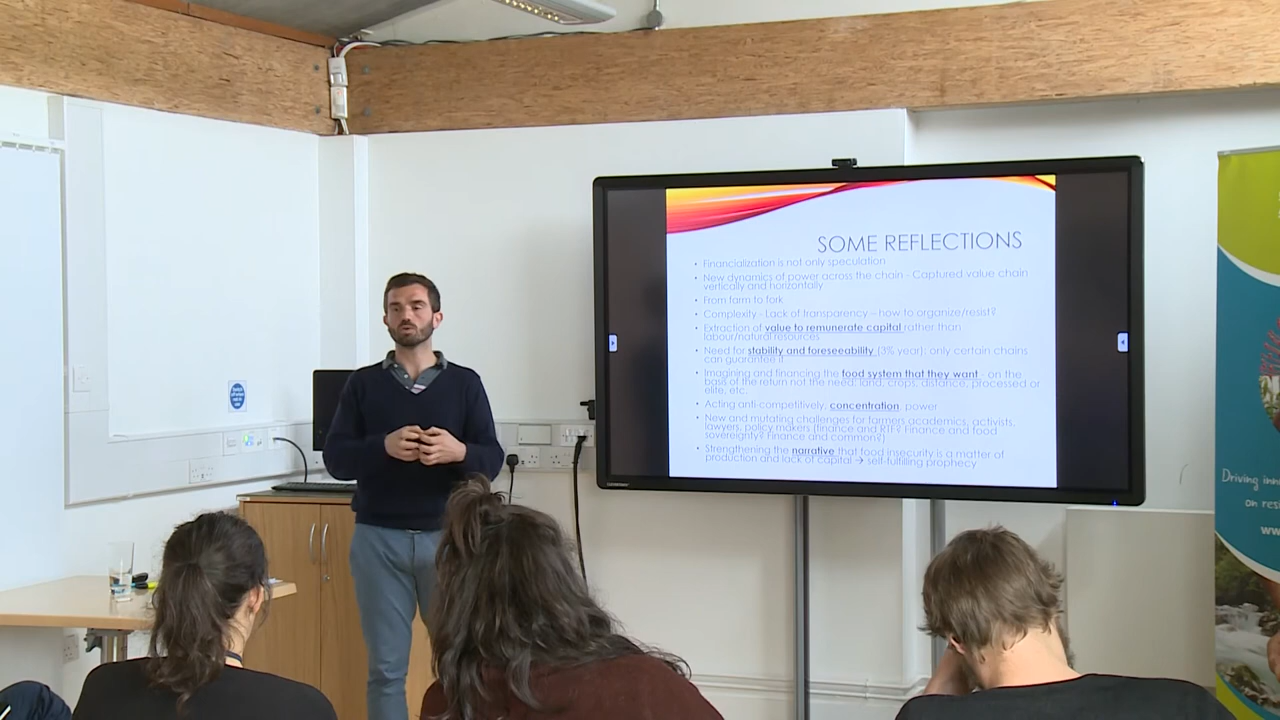 SOME REFLECTIONS
• Financialization is not only speculation
• New dynamics of power across the chain - Captured value chain
vertically and horizontally
• From farm to fork
• Complexity - Lack of transparency – how to organize/resist?
• Extraction of value to remunerate capital rather than
labour/natural resources
• Need for stability and foreseeability (3% year): only certain chains
can guarantee it
• Imagining and financing the food system that they want - on the
basis of the return not the need: land, crops, distance, processed or
elite, etc.
• Acting anti-competitively, concentration, power
• New and mutating challenges for farmers academics, activists,
lawyers, policy makers (finance and RTF? Finance and food
sovereignty? Finance and common?)
• Strengthening the narrative that food insecurity is a matter of
production and lack of capital → self-fulfilling prophecy
Driving
on
ww